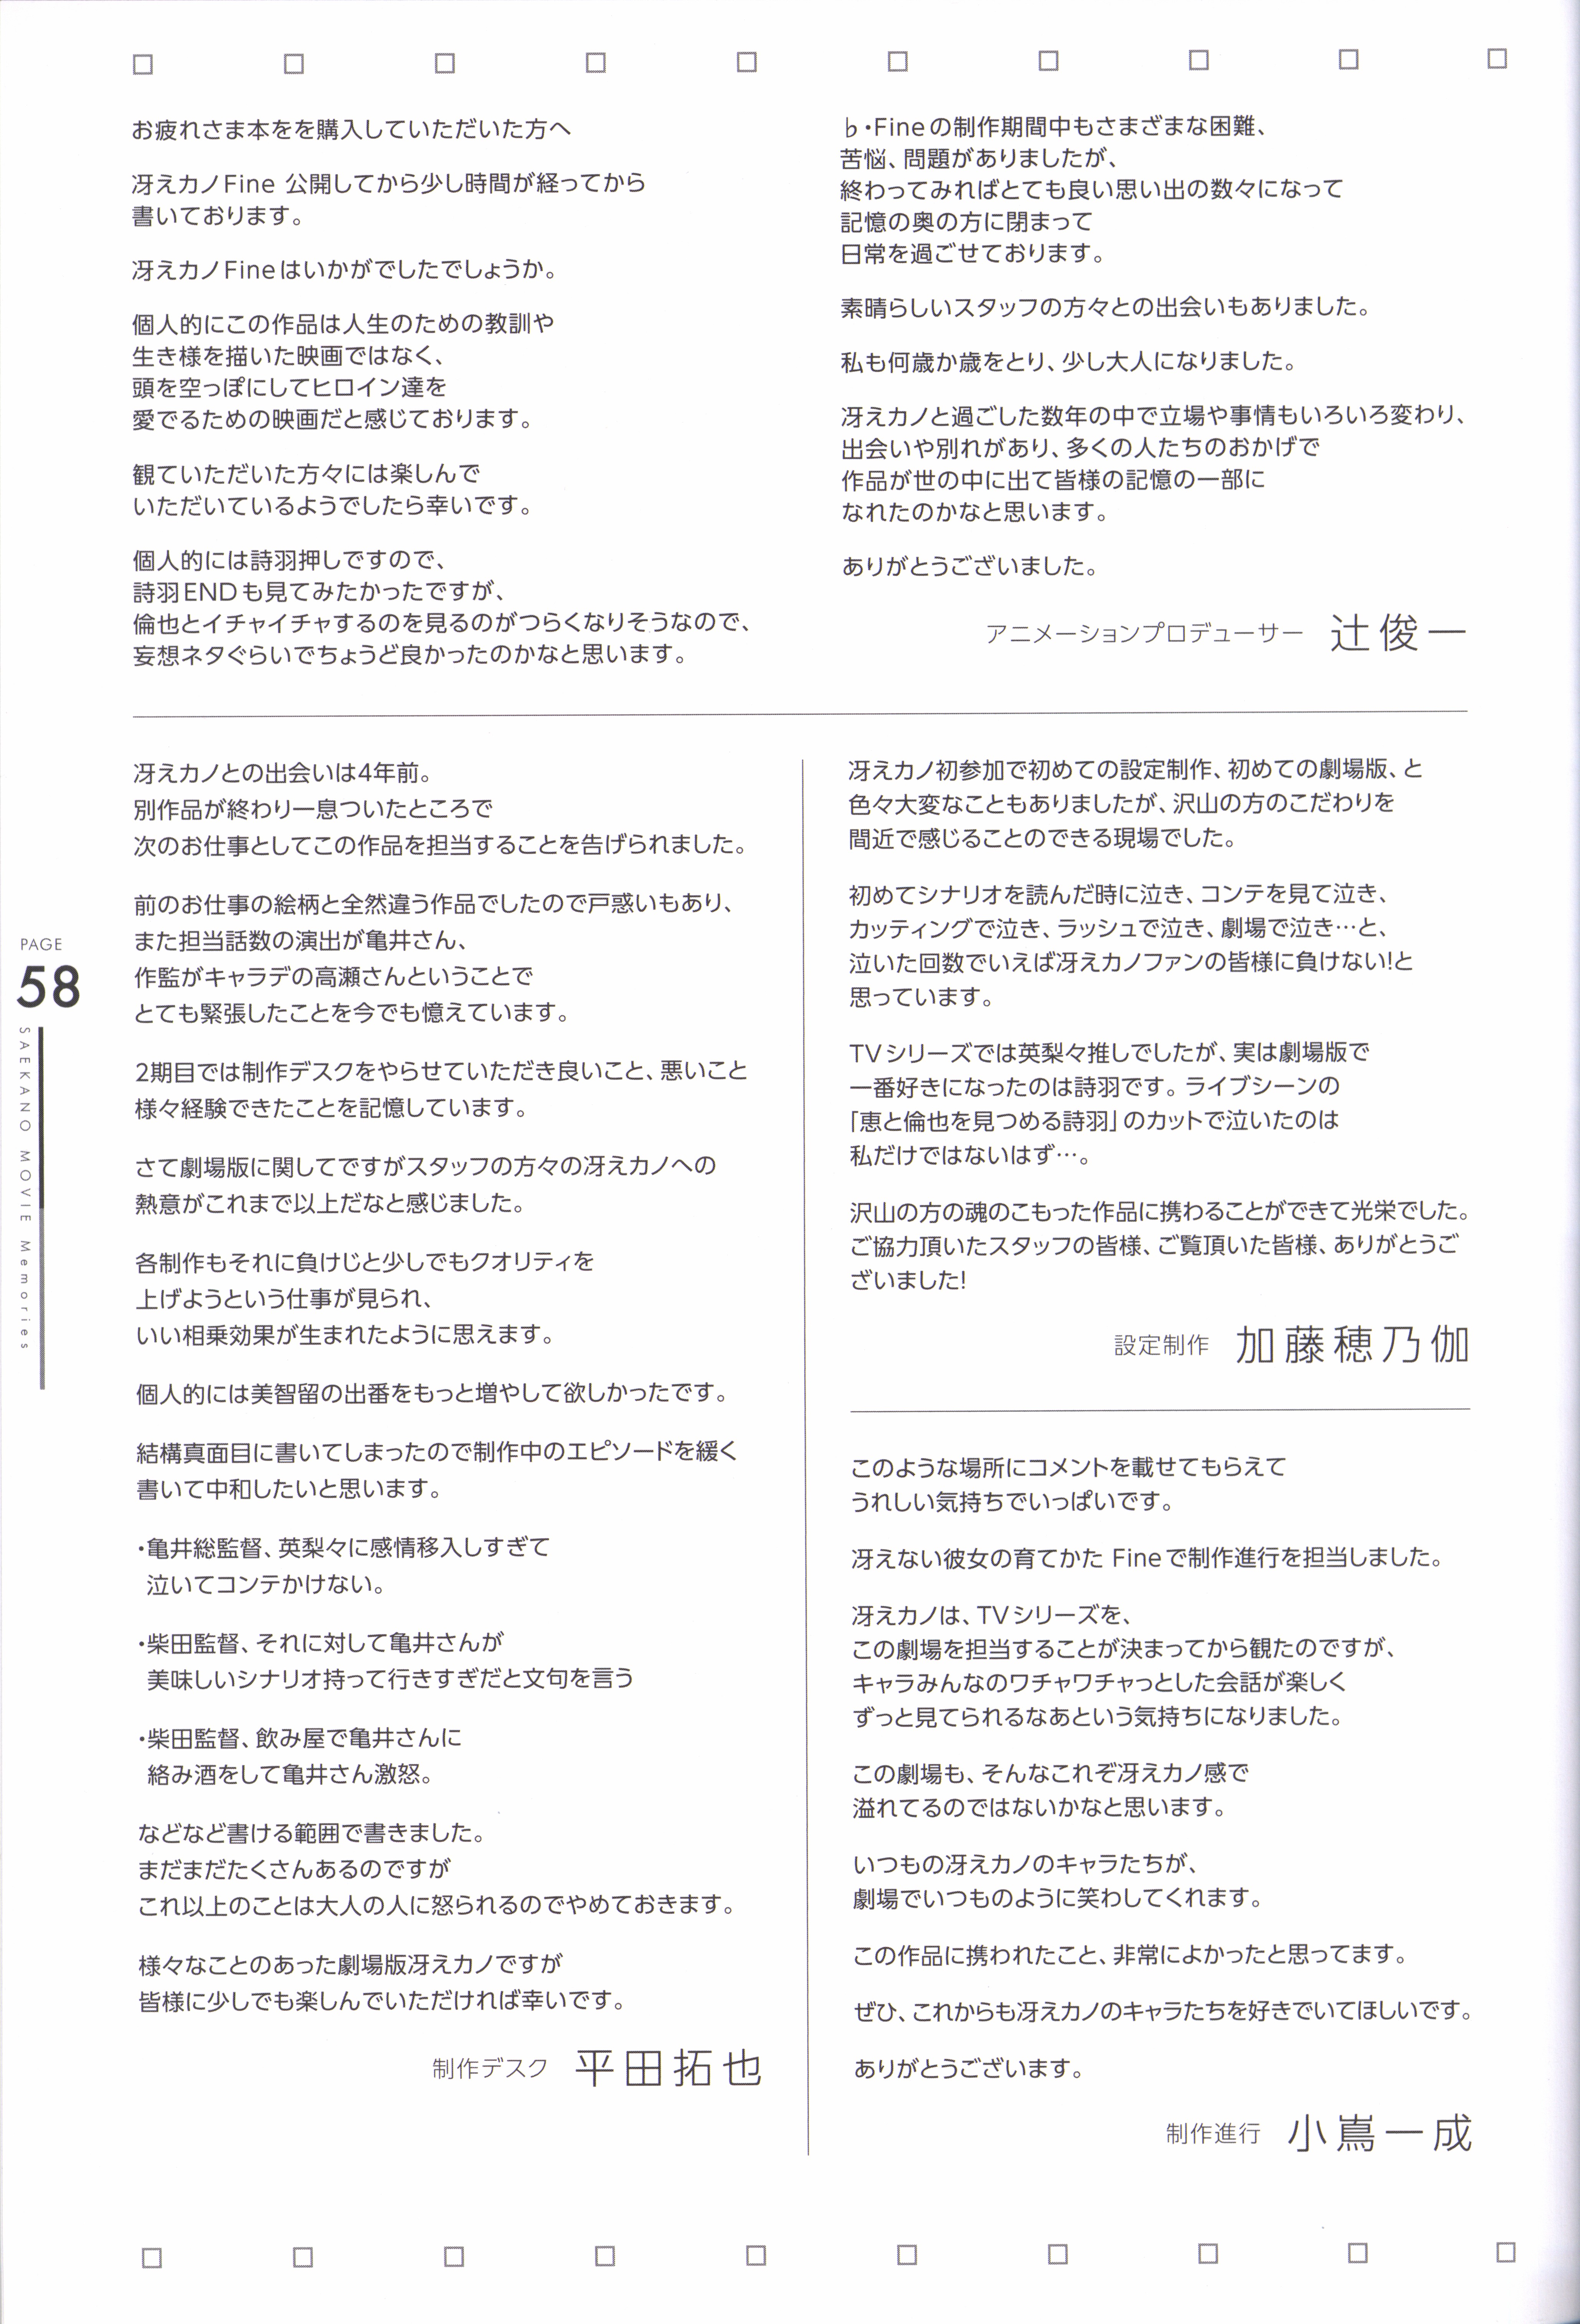 お疲れさま本をを購入していただいた方へ
冴えカノFine 公開してから少し時間が経ってから
書いております。
冴えカノFineはいかがでしたでしょうか。
個人的にこの作品は人生のための教訓や
生き様を描いた映画ではなく、
頭を空っぽにしてヒロイン達を
愛でるための映画だと感じております。
観ていただいた方々には楽しんで
いただいているようでしたら幸いです。
個人的には詩羽押しですので、
詩羽ENDも見てみたかったですが、
倫也とイチャイチャするのを見るのがつらくなりそうなので、
妄想ネタぐらいでちょうど良かったのかなと思います。
♭・Fineの制作期間中もさまざまな困難、
苦悩、問題がありましたが、
終わってみればとても良い思い出の数々になって
記憶の奥の方に閉まって
日常を過ごせております。
素晴らしいスタッフの方々との出会いもありました。
私も何歳か歳をとり、少し大人になりました。
冴えカノと過ごした数年の中で立場や事情もいろいろ変わり、
出会いや別れがあり、多くの人たちのおかげで
作品が世の中に出て皆様の記憶の一部に
なれたのかなと思います。
ありがとうございました。
アニメーションプロデューサー 辻俊一
冴えカノとの出会いは4年前。
別作品が終わり一息ついたところで
次のお仕事としてこの作品を担当することを告げられました。
前のお仕事の絵柄と全然違う作品でしたので戸惑いもあり、
また担当話数の演出が亀井さん、
作監がキャラデの高瀬さんということで
とても緊張したことを今でも憶えています。
2期目では制作デスクをやらせていただき良いこと、悪いこと
様々経験できたことを記憶しています。
さて劇場版に関してですがスタッフの方々の冴えカノへの
熱意がこれまで以上だなと感じました。
各制作もそれに負けじと少しでもクオリティを
上げようという仕事が見られ、
いい相乗効果が生まれたように思えます。
個人的には美智留の出番をもっと増やして欲しかったです。
結構真面目に書いてしまったので制作中のエピソードを緩く
書いて中和したいと思います。
・亀井総監督、英梨々に感情移入しすぎて
泣いてコンテかけない。
・柴田監督、それに対して亀井さんが
美味しいシナリオ持って行きすぎだと文句を言う
・柴田監督、飲み屋で亀井さんに
絡み酒をして亀井さん激怒。
などなど書ける範囲で書きました。
まだまだたくさんあるのですが
これ以上のことは大人の人に怒られるのでやめておきます。
様々なことのあった劇場版冴えカノですが
皆様に少しでも楽しんでいただければ幸いです。
制作デスク 平田拓也
冴えカノ初参加で初めての設定制作、初めての劇場版、と
色々大変なこともありましたが、沢山の方のこだわりを
間近で感じることのできる現場でした。
初めてシナリオを読んだ時に泣き、コンテを見て泣き、
カッティングで泣き、ラッシュで泣き、劇場で泣き…と、
泣いた回数でいえば冴えカノファンの皆様に負けない!と
思っています。
TVシリーズでは英梨々推しでしたが、実は劇場版で
一番好きになったのは詩羽です。ライブシーンの
「恵と倫也を見つめる詩羽」のカットで泣いたのは
私だけではないはず…。
沢山の方の魂のこもった作品に携わることができて光栄でした。
ご協力頂いたスタッフの皆様、ご覧頂いた皆様、ありがとうご
ざいました!
設定制作 加藤穂乃伽
このような場所にコメントを載せてもらえて
うれしい気持ちでいっぱいです。
冴えない彼女の育てかた Fineで制作進行を担当しました。
冴えカノは、TVシリーズを、
この劇場を担当することが決まってから観たのですが、
キャラみんなのワチャワチャっとした会話が楽しく
ずっと見てられるなあという気持ちになりました。
この劇場も、そんなこれぞ冴えカノ感で
溢れてるのではないかなと思います。
いつもの冴えカノのキャラたちが、
劇場でいつものように笑わしてくれます。
この作品に携われたこと、非常によかったと思ってます。
ぜひ、これからも冴えカノのキャラたちを好きでいてほしいです。
ありがとうございます。
制作進行 小嶌一成
PAGE
58
SAEKANO MOVIE Memories